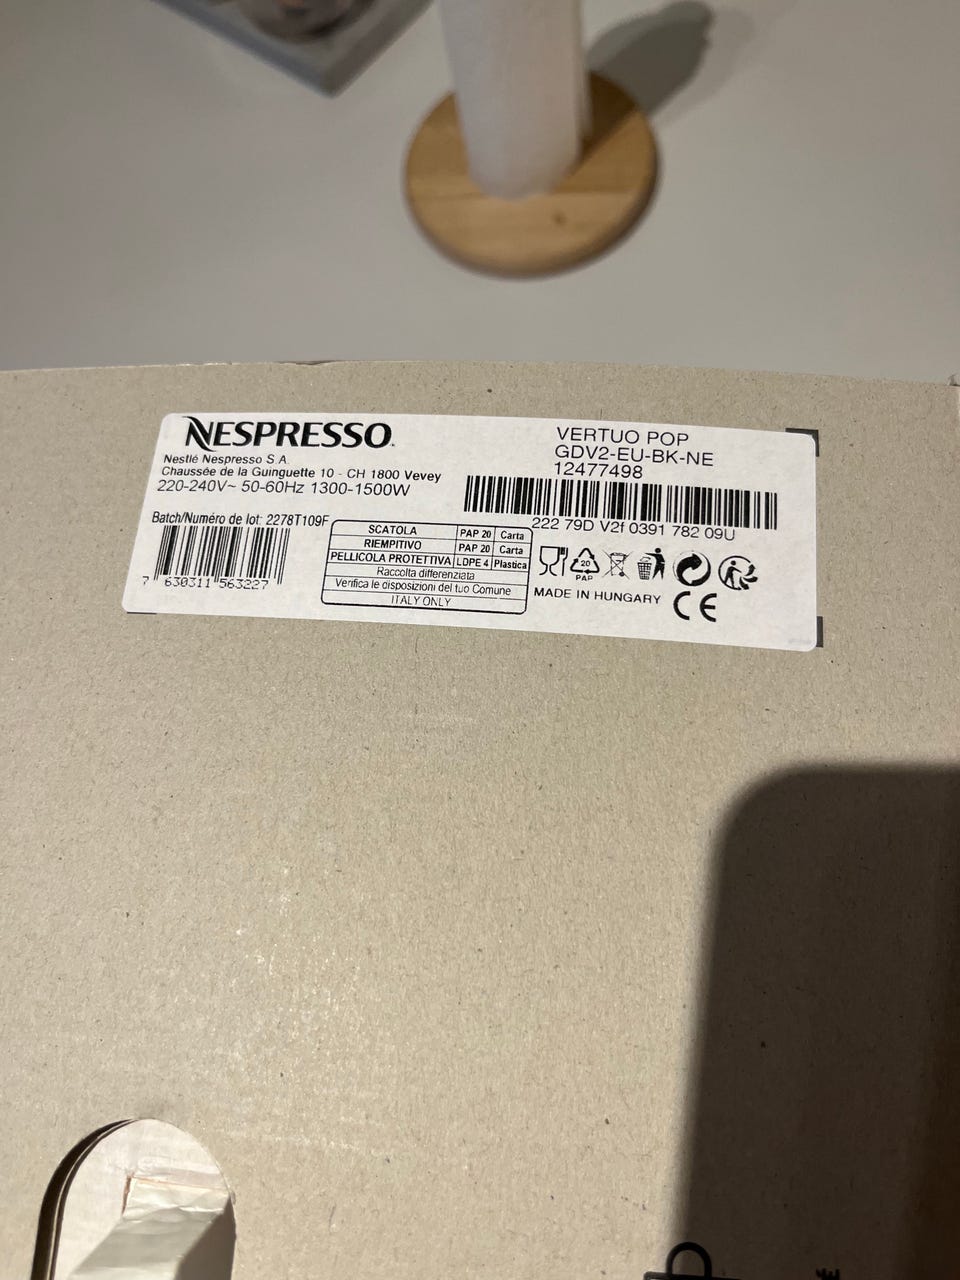 NESPRESSO
Nestlé Nespresso S.A.
Chaussée de la Guinguette 10 - CH 1800 Vevey
220-240V~ 50-60Hz 1300-1500W
Batch/Numéro de lot: 2278T109F
7 630311 563227
SCATOLA PAP 20 Carta
RIEMPITIVO PAP 20 Carta
PELLICOLA PROTETTIVA LDPE 4 Plastica
Raccolta differenziata
Verifica le disposizioni del tuo Comune
ITALY ONLY
VERTUO POP
GDV2-EU-BK-NE
12477498
222 79D V2f 0391 782 09U
20
PAP
MADE IN HUNGARY
CE